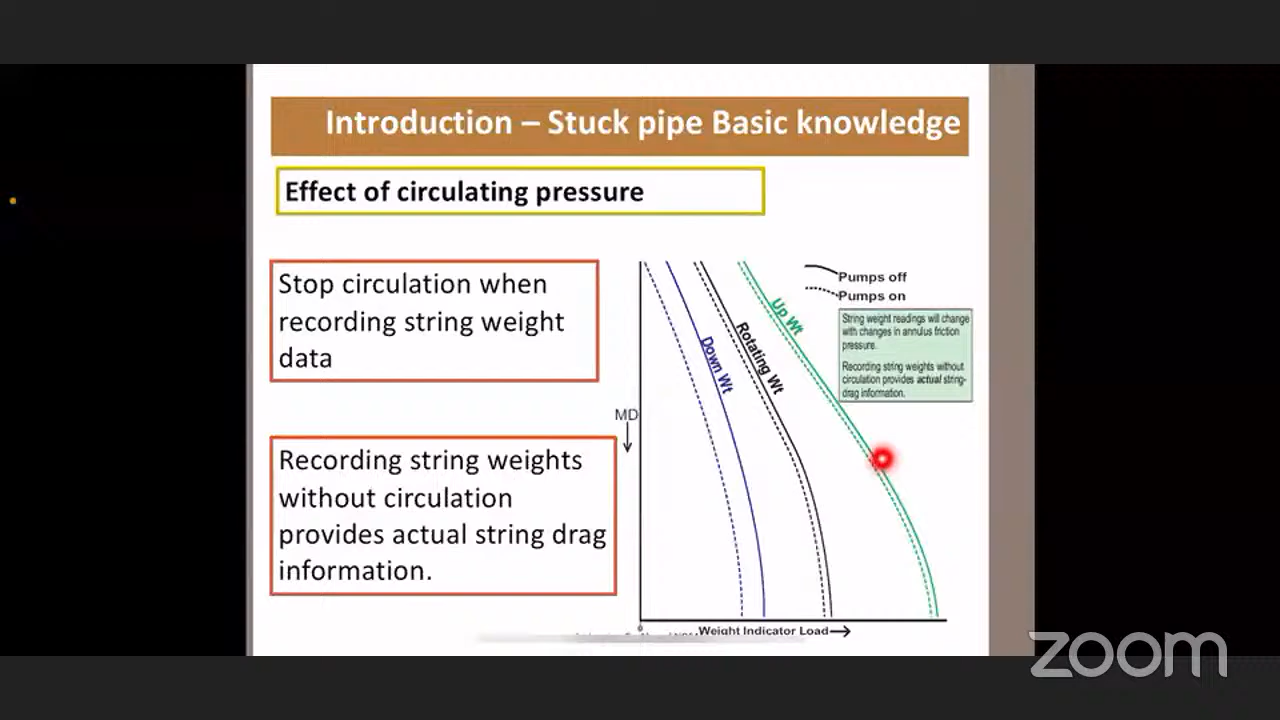 Introduction – Stuck pipe Basic knowledge
Effect of circulating pressure
Stop circulation when
recording string weight
data
Recording string weights
without circulation
provides actual string drag
information.
MD
Down Wt
Rotating Wt
Up Wt
Pumps off
Pumps on
String weight readings will change
with changes in annulus friction
pressure.
Recording string weights without
circulation provides actual string-
drag information.
Weight Indicator Load
zoom